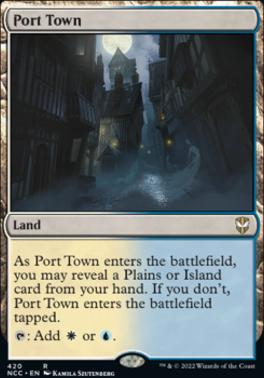 Port Town
Land
As Port Town enters the battlefield,
you may reveal a Plains or Island
card from your hand. If you don't,
Port Town enters the battlefield
tapped.
: Add or .
420 R
NCC • EN Kamila Szutenberg
™ & © 2022 Wizards of the Coast